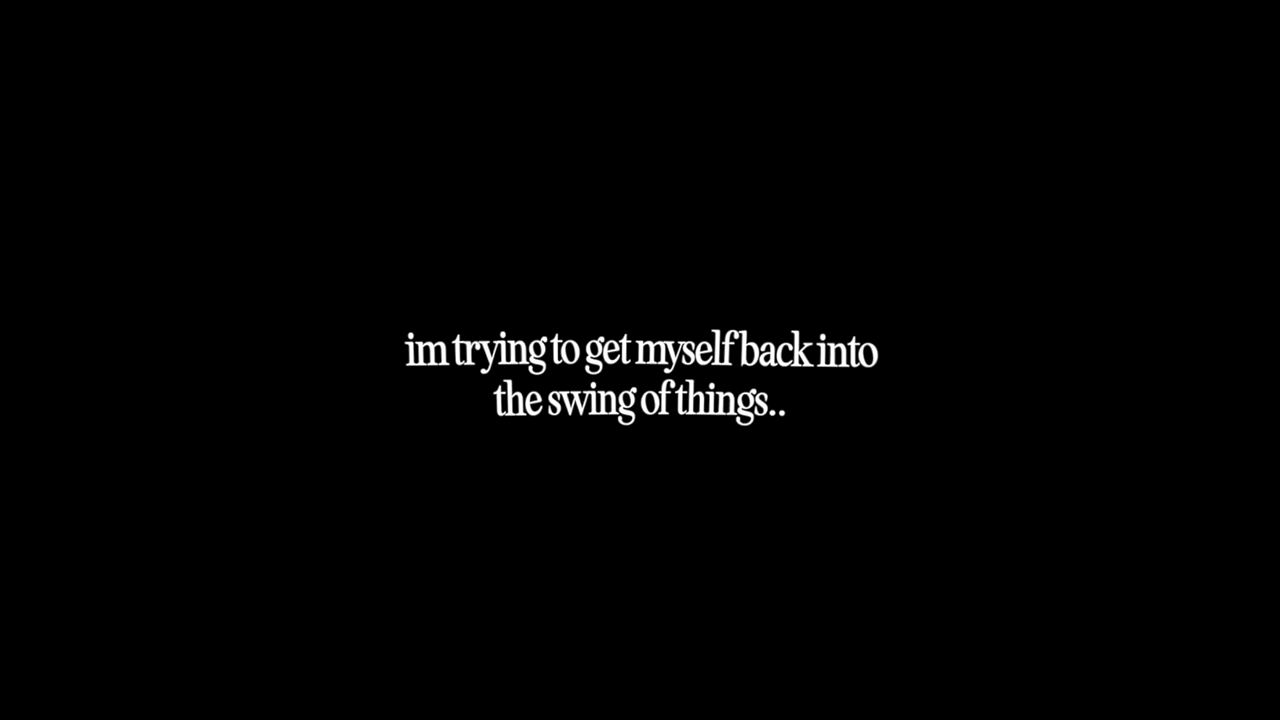 im trying to get myself back into
the swing of things..